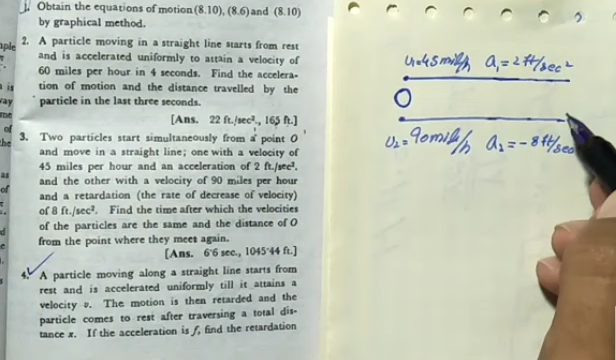 1. Obtain the equations of motion (8.10), (8.6) and (8.10)
by graphical method.
2. A particle moving in a straight line starts from rest
and is accelerated uniformly to attain a velocity of
60 miles per hour in 4 seconds. Find the accelera-
tion of motion and the distance travelled by the
particle in the last three seconds.
[Ans. 22 ft./sec²., 165 ft.]
3. Two particles start simultaneously from a point O
and move in a straight line; one with a velocity of
45 miles per hour and an acceleration of 2 ft./sec².
and the other with a velocity of 90 miles per hour
and a retardation (the rate of decrease of velocity)
of 8 ft./sec². Find the time after which the velocities
of the particles are the same and the distance of O
from the point where they meet again.
[Ans. 6·6 sec., 1045·44 ft.]
4. A particle moving along a straight line starts from
rest and is accelerated uniformly till it attains a
velocity v. The motion is then retarded and the
particle comes to rest after traversing a total dis-
tance x. If the acceleration is f, find the retardation
u₁=45 mile/h a₁=2ft/sec²
O
u₂=90mile/h a₂=-8ft/sec